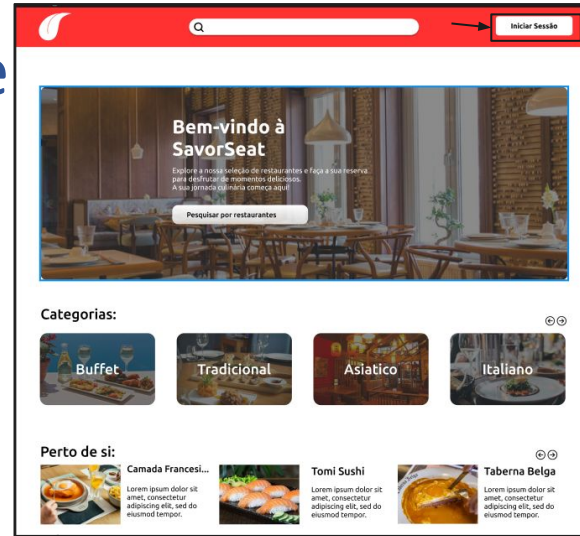 Iniciar Sessão
e
Bem-vindo à
SavorSeat
Explore a nossa seleção de restaurantes e faça a sua reserva
para desfrutar de momentos deliciosos.
A sua jornada culinária começa aqui!
Pesquisar por restaurantes
Categorias:
Buffet
Tradicional
Asiatico
Italiano
Perto de si:
Camada Francesi...
Lorem ipsum dolor sit
amet, consectetur
adipiscing elit, sed do
eiusmod tempor.
Tomi Sushi
Lorem ipsum dolor sit
amet, consectetur
adipiscing elit, sed do
eiusmod tempor.
Taberna Belga
Lorem ipsum dolor sit
amet, consectetur
adipiscing elit, sed do
eiusmod tempor.